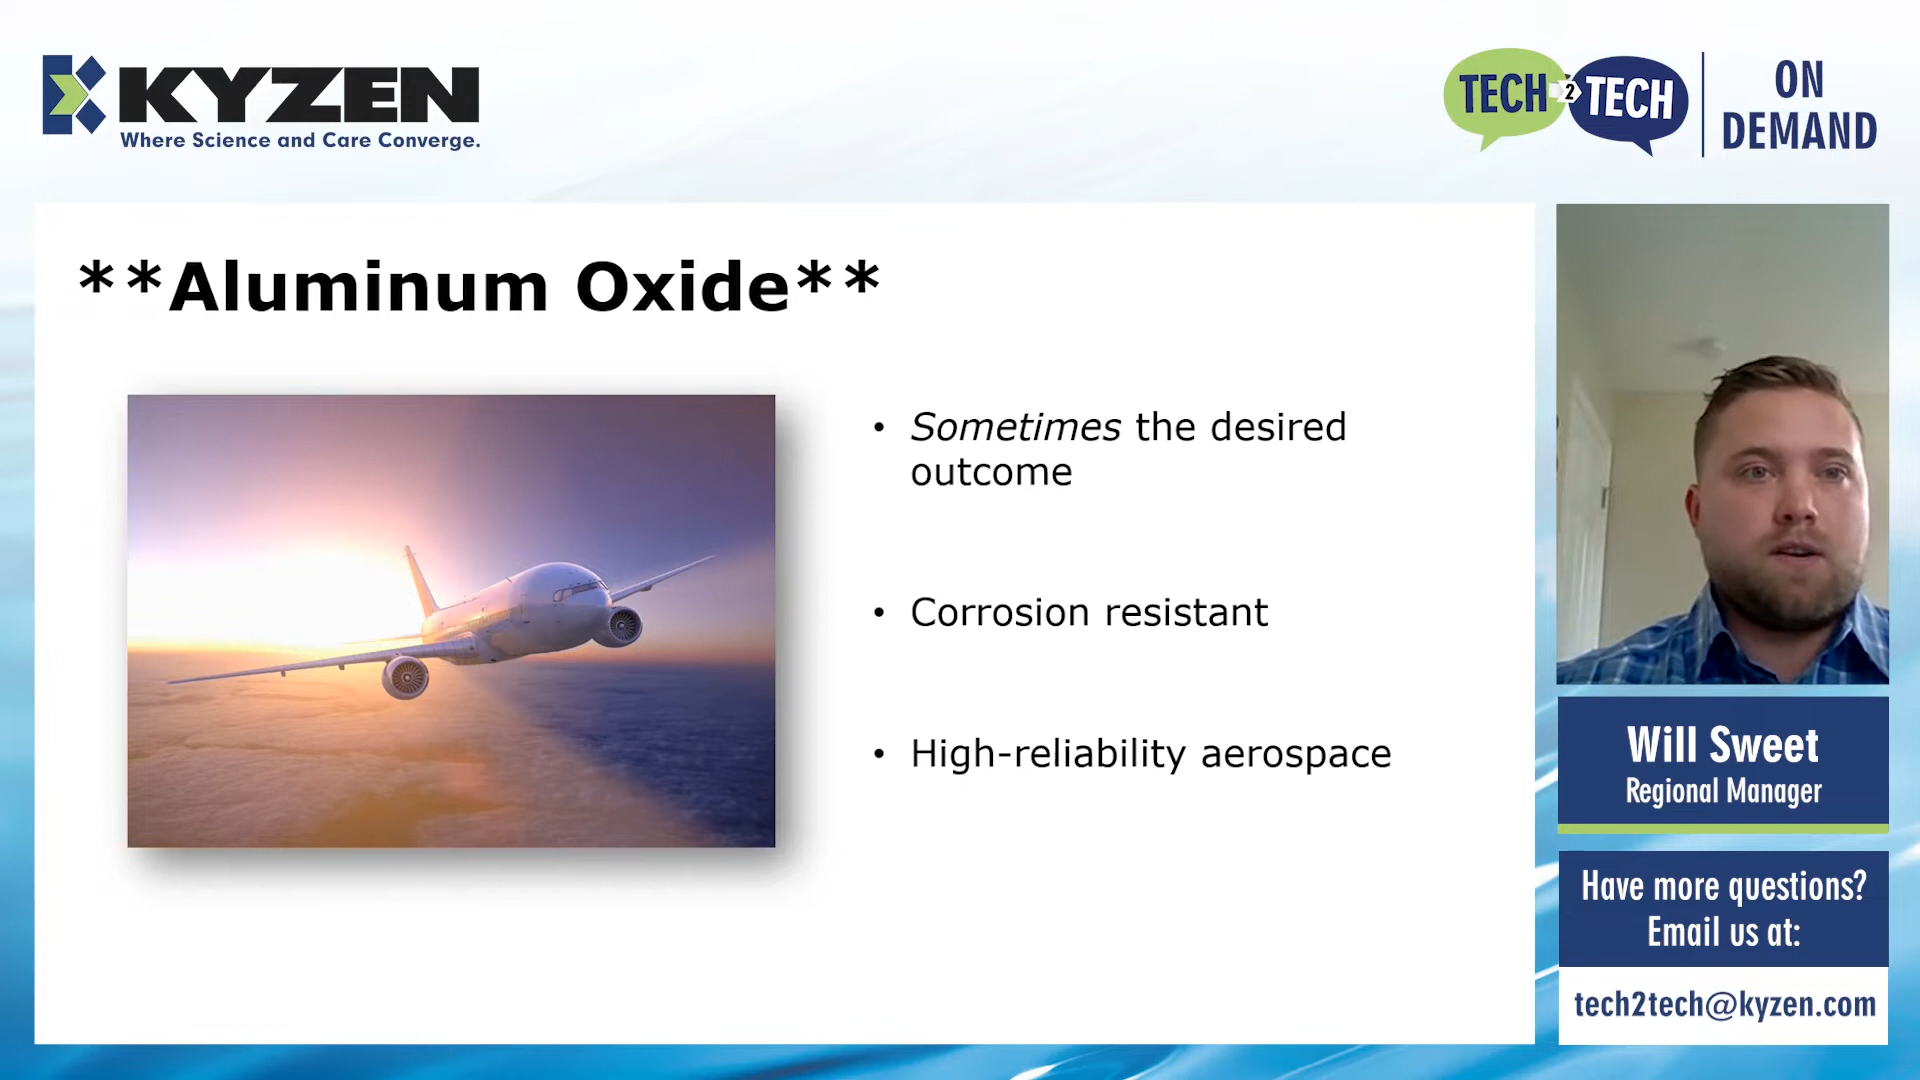 KYZEN
Where Science and Care Converge.
TECH 2 TECH
ON
DEMAND
**Aluminum Oxide**
• Sometimes the desired
outcome
• Corrosion resistant
• High-reliability aerospace
Will Sweet
Regional Manager
Have more questions?
Email us at:
tech2tech@kyzen.com